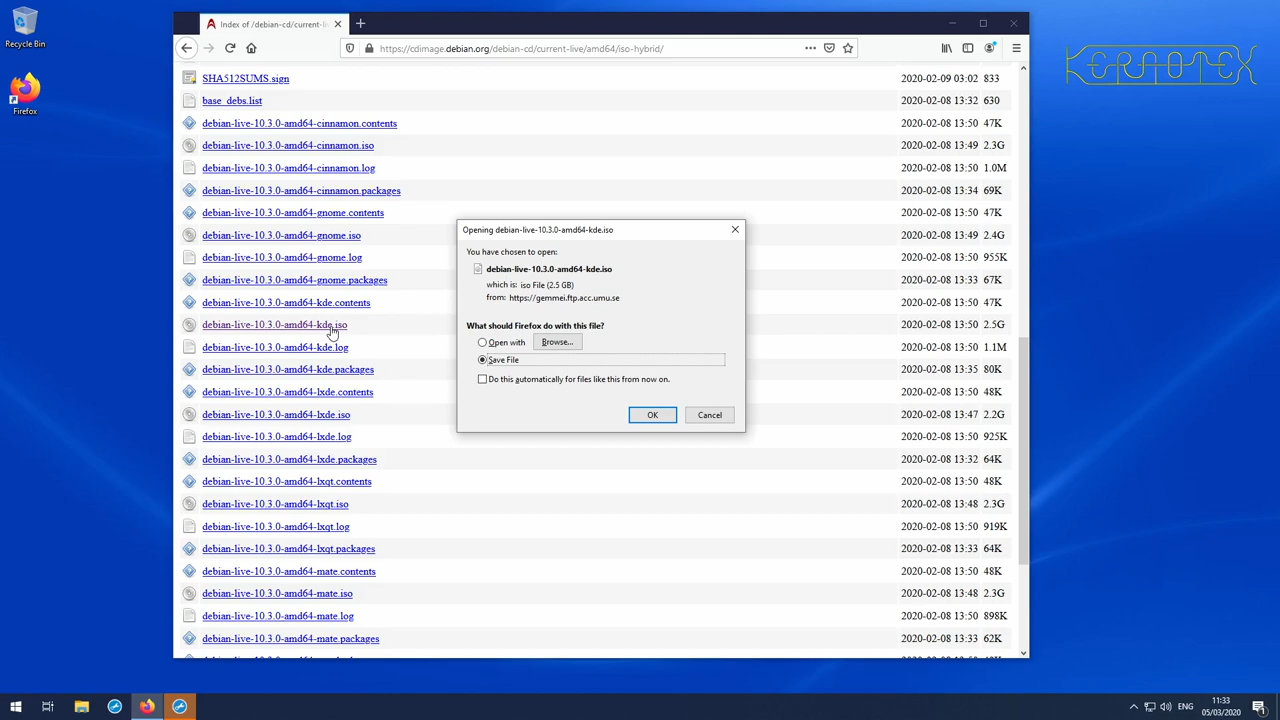 Recycle Bin
Firefox
Index of /debian-cd/current-li
https://cdimage.debian.org/debian-cd/current-live/amd64/iso-hybrid/
KERAOTEX
SHA512SUMS.sign 2020-02-09 03:02 833
base_debs.list 2020-02-08 13:32 630
debian-live-10.3.0-amd64-cinnamon.contents 2020-02-08 13:50 47K
debian-live-10.3.0-amd64-cinnamon.iso 2020-02-08 13:49 2.3G
debian-live-10.3.0-amd64-cinnamon.log 2020-02-08 13:50 1.0M
debian-live-10.3.0-amd64-cinnamon.packages 2020-02-08 13:34 69K
debian-live-10.3.0-amd64-gnome.contents 2020-02-08 13:50 47K
debian-live-10.3.0-amd64-gnome.iso 2020-02-08 13:49 2.4G
debian-live-10.3.0-amd64-gnome.log 2020-02-08 13:50 955K
debian-live-10.3.0-amd64-gnome.packages 2020-02-08 13:33 67K
debian-live-10.3.0-amd64-kde.contents 2020-02-08 13:50 47K
debian-live-10.3.0-amd64-kde.iso 2020-02-08 13:50 2.5G
debian-live-10.3.0-amd64-kde.log 2020-02-08 13:50 1.1M
debian-live-10.3.0-amd64-kde.packages 2020-02-08 13:35 80K
debian-live-10.3.0-amd64-lxde.contents 2020-02-08 13:50 48K
debian-live-10.3.0-amd64-lxde.iso 2020-02-08 13:47 2.2G
debian-live-10.3.0-amd64-lxde.log 2020-02-08 13:50 925K
debian-live-10.3.0-amd64-lxde.packages 2020-02-08 13:32 64K
debian-live-10.3.0-amd64-lxqt.contents 2020-02-08 13:50 48K
debian-live-10.3.0-amd64-lxqt.iso 2020-02-08 13:48 2.3G
debian-live-10.3.0-amd64-lxqt.log 2020-02-08 13:50 919K
debian-live-10.3.0-amd64-lxqt.packages 2020-02-08 13:33 64K
debian-live-10.3.0-amd64-mate.contents 2020-02-08 13:50 48K
debian-live-10.3.0-amd64-mate.iso 2020-02-08 13:48 2.3G
debian-live-10.3.0-amd64-mate.log 2020-02-08 13:50 898K
debian-live-10.3.0-amd64-mate.packages 2020-02-08 13:33 62K
Opening debian-live-10.3.0-amd64-kde.iso
You have chosen to open:
debian-live-10.3.0-amd64-kde.iso
which is: iso File (2.5 GB)
from: https://gemmei.ftp.acc.umu.se
What should Firefox do with this file?
Open with Browse...
Save File
Do this automatically for files like this from now on.
OK Cancel
ENG
11:33
05/03/2020
1